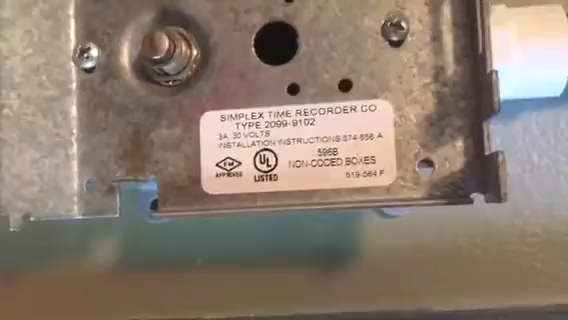 SIMPLEX TIME RECORDER CO
TYPE 2099-9102
3A, 30 VOLTS
INSTALLATION INSTRUCTIONS 574-656 A
FM
APPROVED
UL
LISTED
596B
NON-CODED BOXES
519-564 F